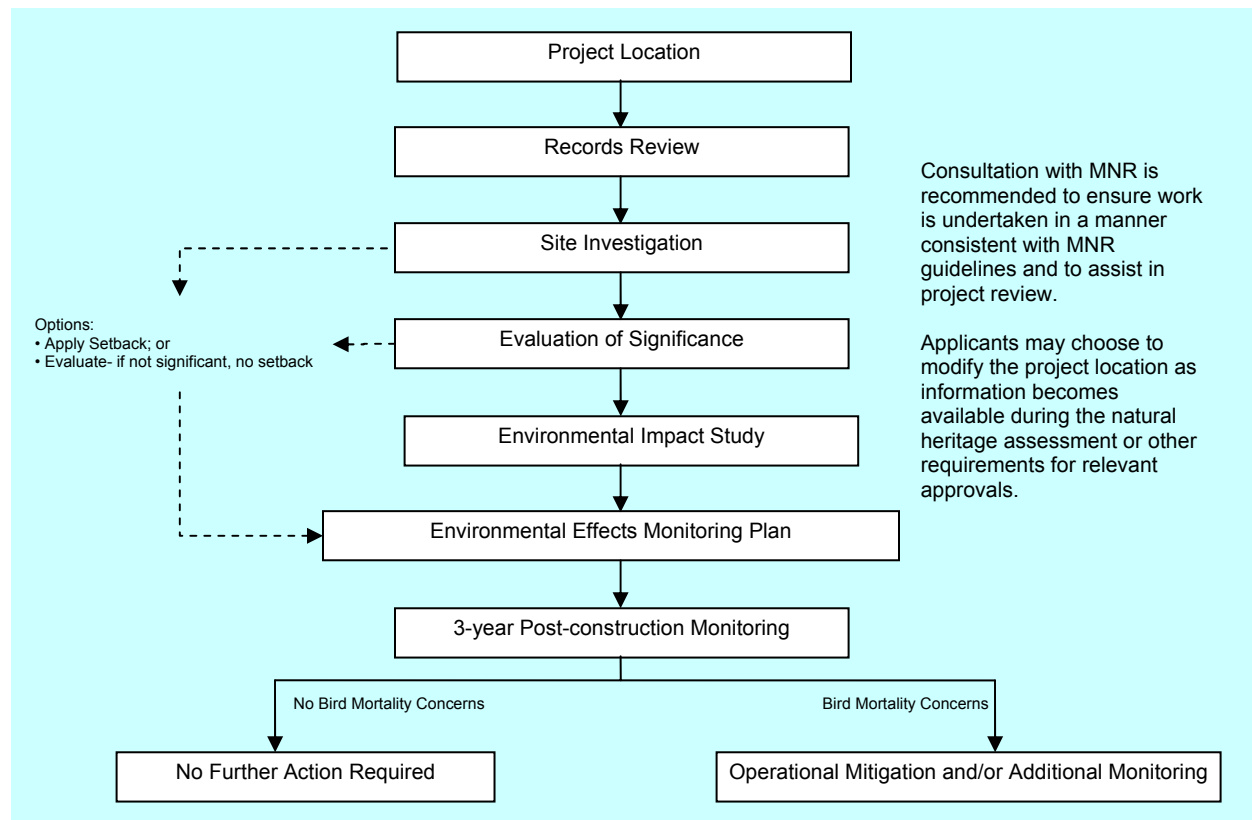 Project Location
Records Review
Site Investigation
Evaluation of Significance
Environmental Impact Study
Environmental Effects Monitoring Plan
3-year Post-construction Monitoring
Options:
• Apply Setback; or
• Evaluate- if not significant, no setback
Consultation with MNR is
recommended to ensure work
is undertaken in a manner
consistent with MNR
guidelines and to assist in
project review.
Applicants may choose to
modify the project location as
information becomes
available during the natural
heritage assessment or other
requirements for relevant
approvals.
No Bird Mortality Concerns
Bird Mortality Concerns
No Further Action Required
Operational Mitigation and/or Additional Monitoring